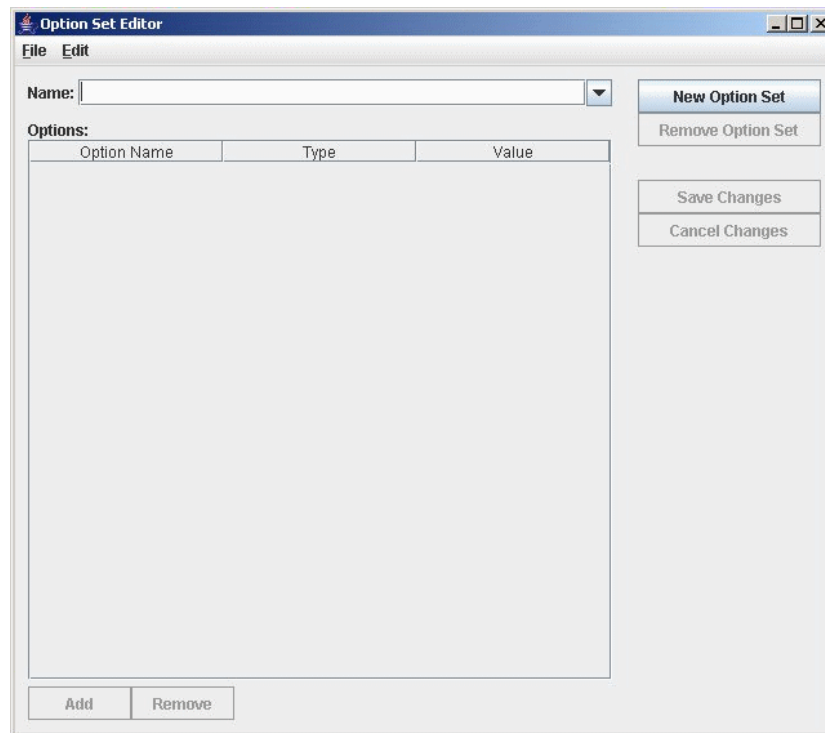 Option Set Editor
File Edit
Name:
New Option Set
Options:
Remove Option Set
Option Name Type Value
Save Changes
Cancel Changes
Add Remove